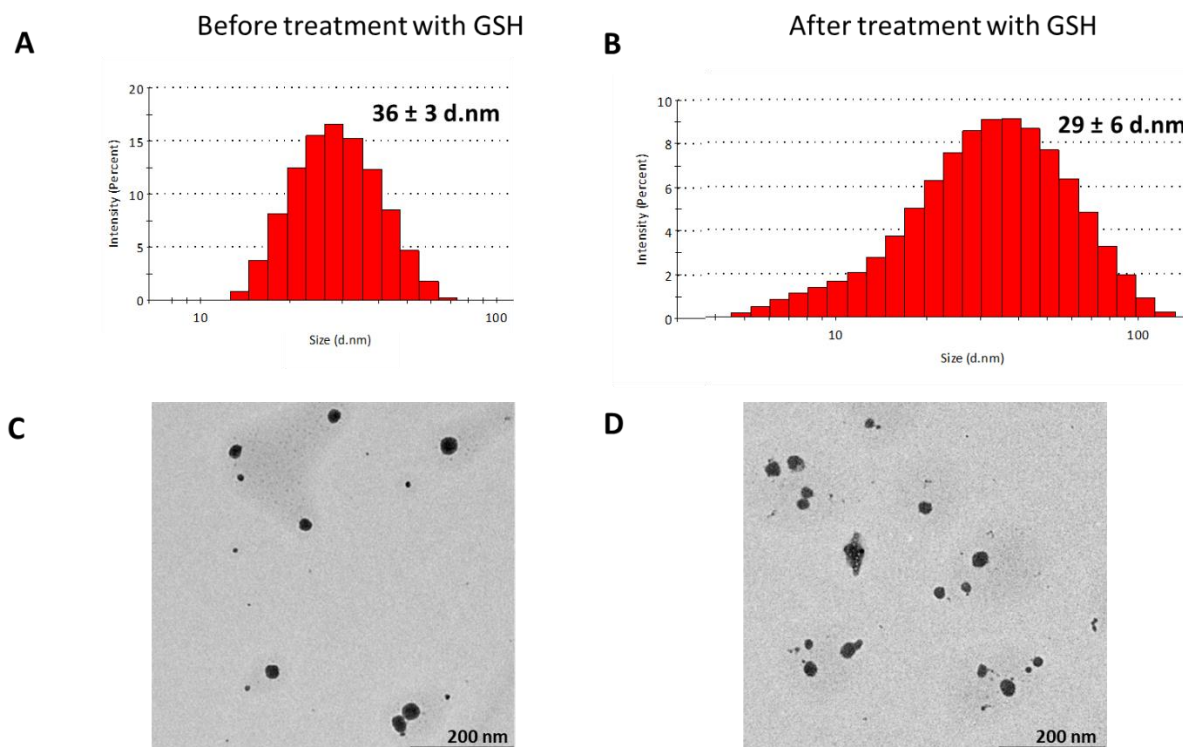 Before treatment with GSH
After treatment with GSH
A
B
36 ± 3 d.nm
Intensity (Percent)
20
15
10
5
0
10
100
Size (d.nm)
29 ± 6 d.nm
Intensity (Percent)
10
8
6
4
2
0
10
100
Size (d.nm)
C
D
200 nm
200 nm